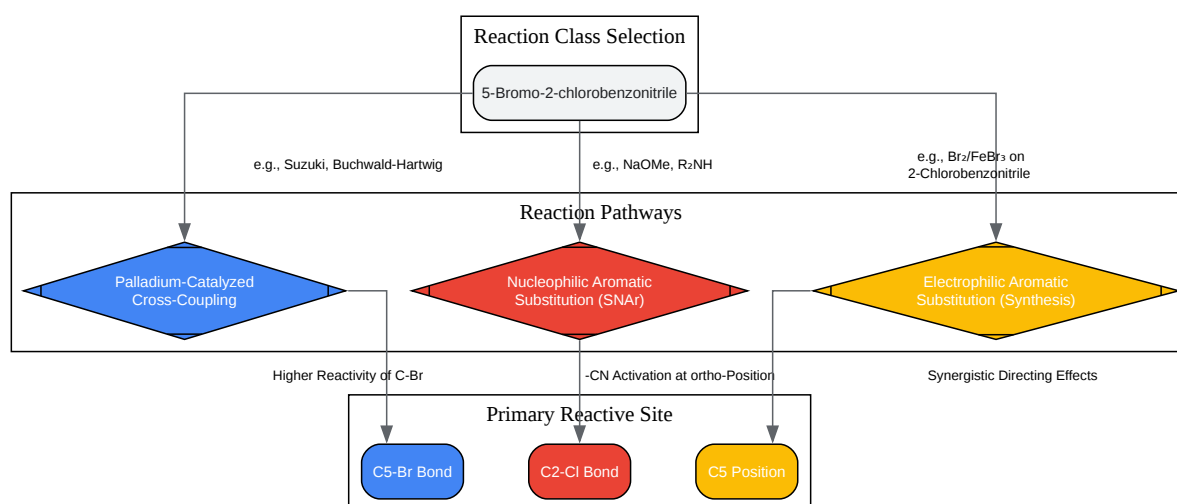 Reaction Class Selection
5-Bromo-2-chlorobenzonitrile
e.g., Suzuki, Buchwald-Hartwig
e.g., NaOMe, R₂NH
e.g., Br₂/FeBr₃ on
2-Chlorobenzonitrile
Reaction Pathways
Palladium-Catalyzed
Cross-Coupling
Nucleophilic Aromatic
Substitution (SNAr)
Electrophilic Aromatic
Substitution (Synthesis)
Higher Reactivity of C-Br
-CN Activation at ortho-Position
Synergistic Directing Effects
Primary Reactive Site
C5-Br Bond
C2-Cl Bond
C5 Position